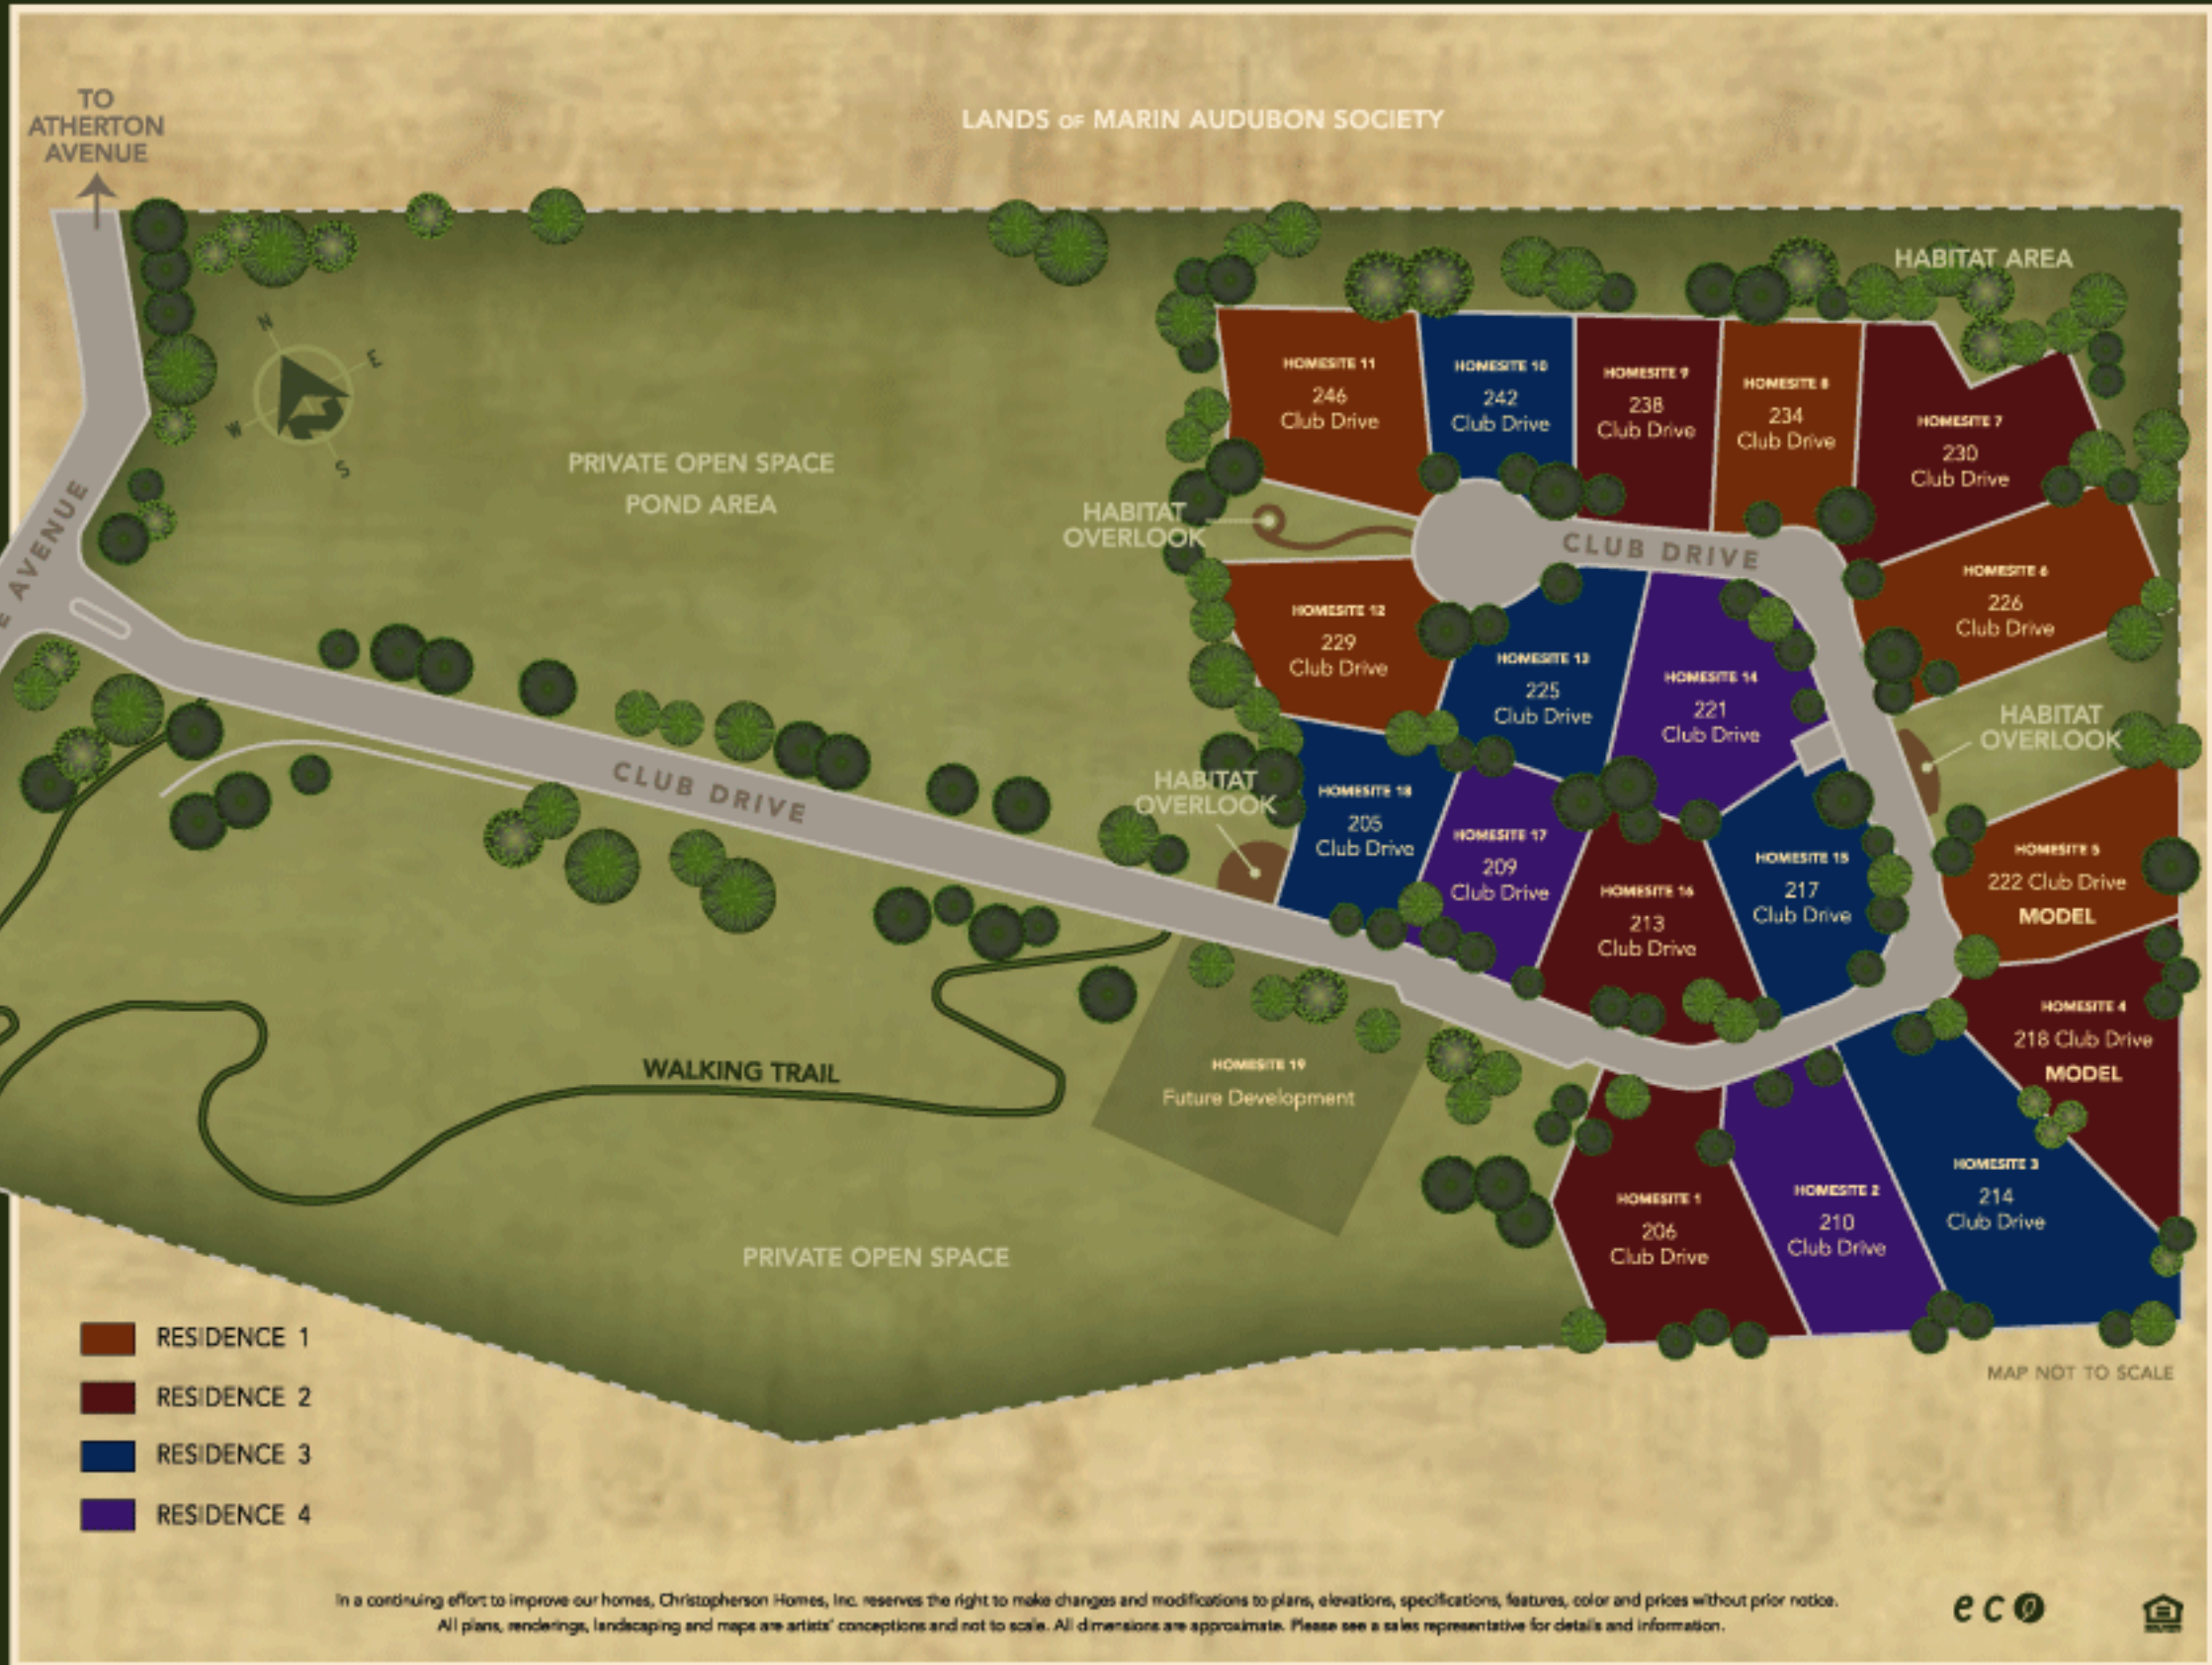 TO
ATHERTON
AVENUE
LANDS OF MARIN AUDUBON SOCIETY
HABITAT AREA
N
E
W
S
PRIVATE OPEN SPACE
POND AREA
AVENUE
HOMESITE 11
246
Club Drive
HOMESITE 10
242
Club Drive
HOMESITE 9
238
Club Drive
HOMESITE 8
234
Club Drive
HOMESITE 7
230
Club Drive
HABITAT
OVERLOOK
CLUB DRIVE
HOMESITE 6
226
Club Drive
HOMESITE 12
229
Club Drive
HOMESITE 13
225
Club Drive
HOMESITE 14
221
Club Drive
HABITAT
OVERLOOK
CLUB DRIVE
HABITAT
OVERLOOK
HOMESITE 18
205
Club Drive
HOMESITE 17
209
Club Drive
HOMESITE 16
213
Club Drive
HOMESITE 15
217
Club Drive
HOMESITE 5
222 Club Drive
MODEL
HOMESITE 4
218 Club Drive
MODEL
WALKING TRAIL
HOMESITE 19
Future Development
HOMESITE 1
206
Club Drive
HOMESITE 2
210
Club Drive
HOMESITE 3
214
Club Drive
PRIVATE OPEN SPACE
RESIDENCE 1
RESIDENCE 2
RESIDENCE 3
RESIDENCE 4
MAP NOT TO SCALE
In a continuing effort to improve our homes, Christopherson Homes, Inc. reserves the right to make changes and modifications to plans, elevations, specifications, features, color and prices without prior notice.
All plans, renderings, landscaping and maps are artists' conceptions and not to scale. All dimensions are approximate. Please see a sales representative for details and information.
eco